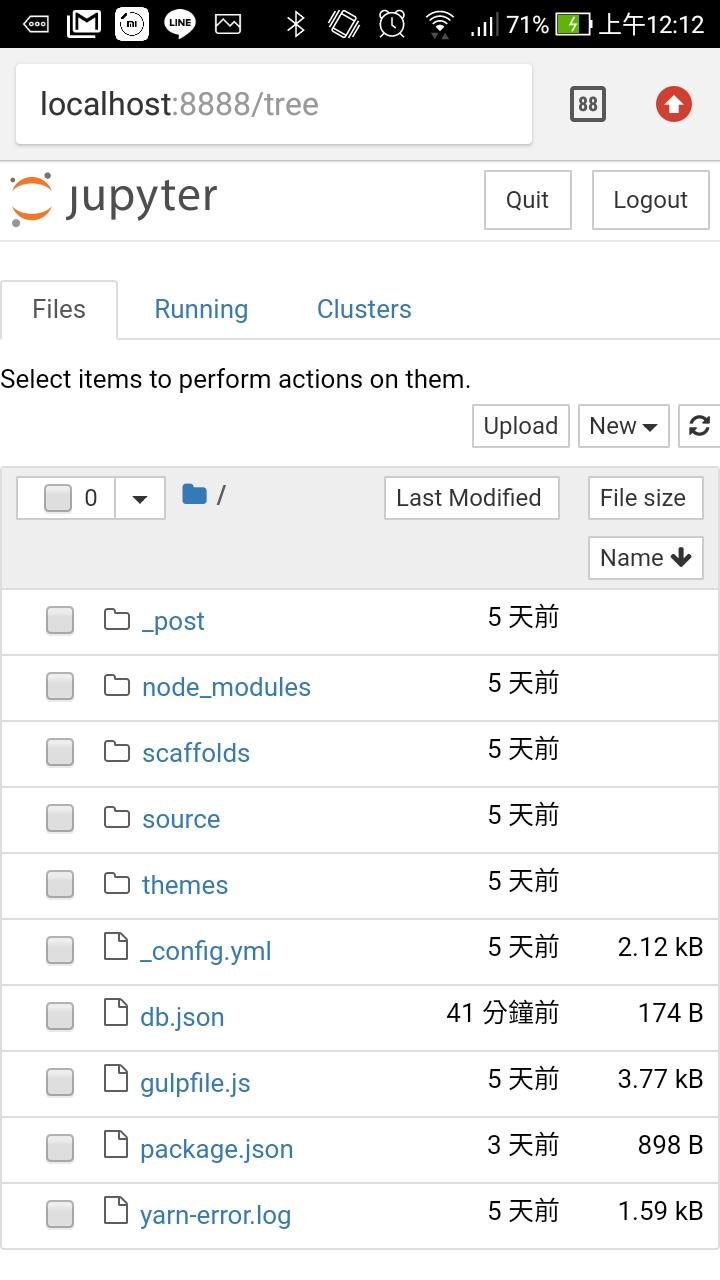 LINE 71% 上午12:12
localhost:8888/tree 88
jupyter Quit Logout
Files Running Clusters
Select items to perform actions on them.
Upload New
0 / Last Modified File size
Name
_post 5 天前
node_modules 5 天前
scaffolds 5 天前
source 5 天前
themes 5 天前
_config.yml 5 天前 2.12 kB
db.json 41 分鐘前 174 B
gulpfile.js 5 天前 3.77 kB
package.json 3 天前 898 B
yarn-error.log 5 天前 1.59 kB